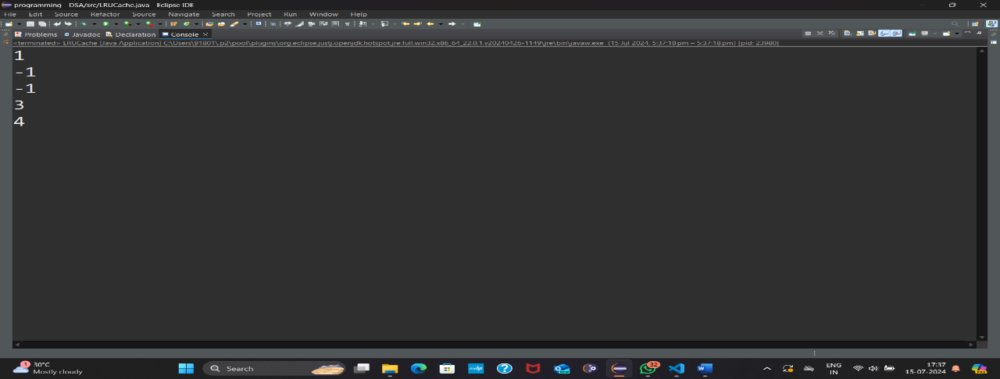 programming DSA/src/LRUCache.java Eclipse IDE
File Edit Source Refactor Source Navigate Search Project Run Window Help
Problems Javadoc Declaration Console
<terminated> LRUCache [Java Application] C:\Users\91801\.p2\pool\plugins\org.eclipse.justj.openjdk.hotspot.jre.full.win32.x86_64_22.0.1.v20240426-1149\jre\bin\javaw.exe (15 Jul 2024, 5:37:18 pm – 5:37:18 pm) [pid: 23980]
1
-1
-1
3
4
1 30°C
Mostly cloudy
Search
myhp
32
W
ENG
IN
17:37
15-07-2024